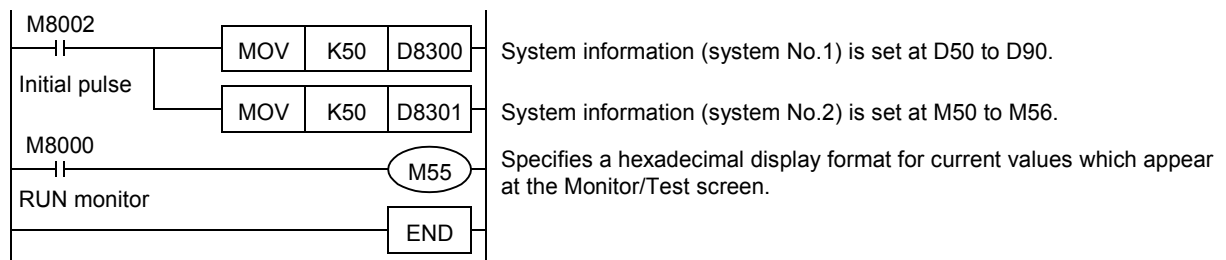 M8002
MOV K50 D8300 System information (system No.1) is set at D50 to D90.
Initial pulse
MOV K50 D8301 System information (system No.2) is set at M50 to M56.
M8000
M55 Specifies a hexadecimal display format for current values which appear
at the Monitor/Test screen.
RUN monitor
END